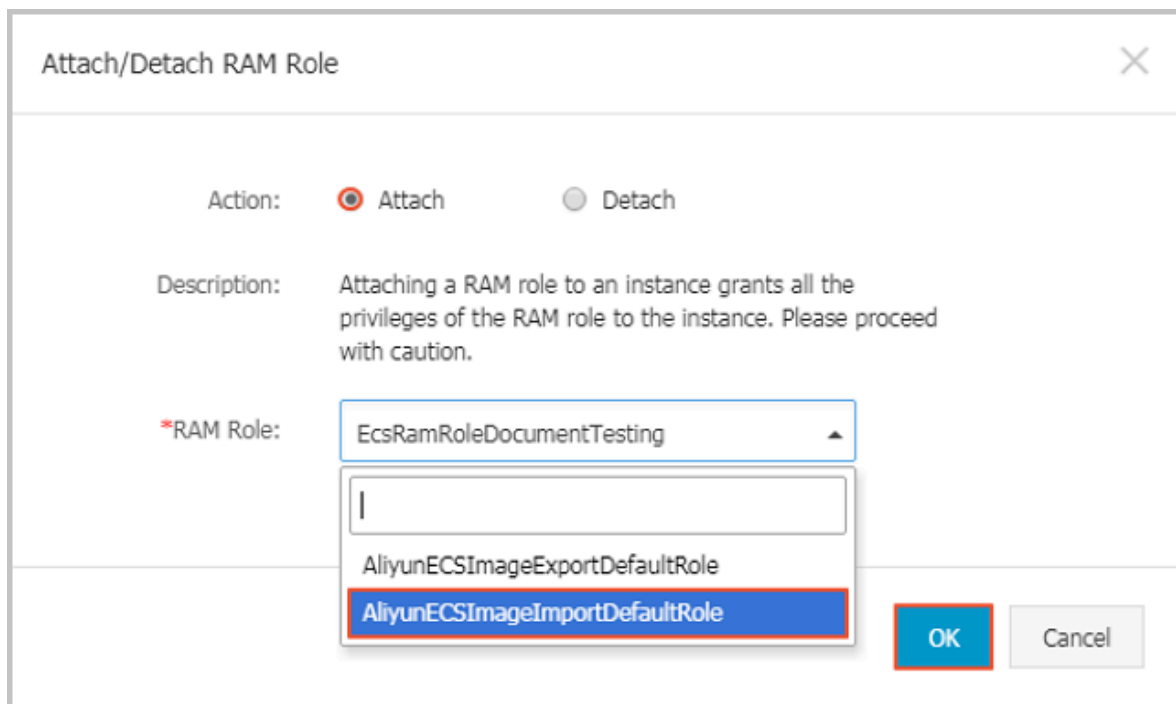 Attach/Detach RAM Role
Action: Attach Detach
Description: Attaching a RAM role to an instance grants all the
privileges of the RAM role to the instance. Please proceed
with caution.
*RAM Role: EcsRamRoleDocumentTesting
AliyunECSImageExportDefaultRole
AliyunECSImageImportDefaultRole
OK Cancel